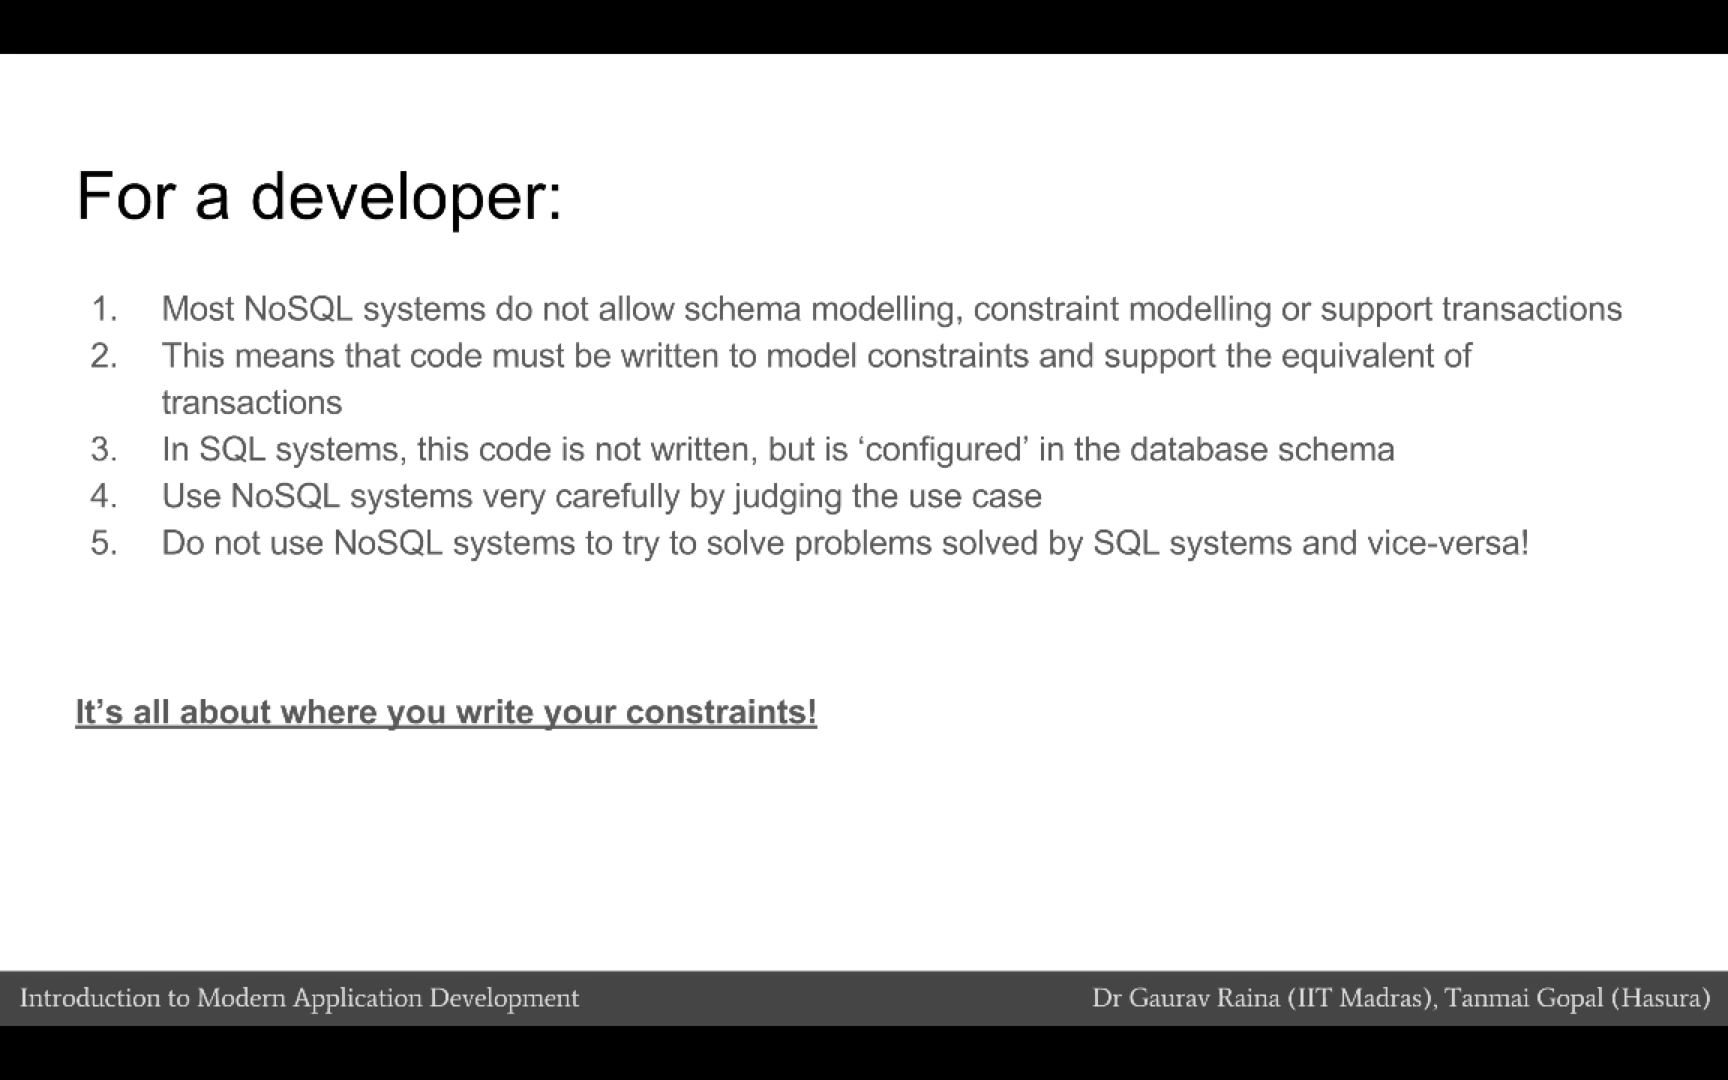 For a developer:
1. Most NoSQL systems do not allow schema modelling, constraint modelling or support transactions
2. This means that code must be written to model constraints and support the equivalent of
transactions
3. In SQL systems, this code is not written, but is ‘configured’ in the database schema
4. Use NoSQL systems very carefully by judging the use case
5. Do not use NoSQL systems to try to solve problems solved by SQL systems and vice-versa!
It’s all about where you write your constraints!
Introduction to Modern Application Development
Dr Gaurav Raina (IIT Madras), Tanmai Gopal (Hasura)